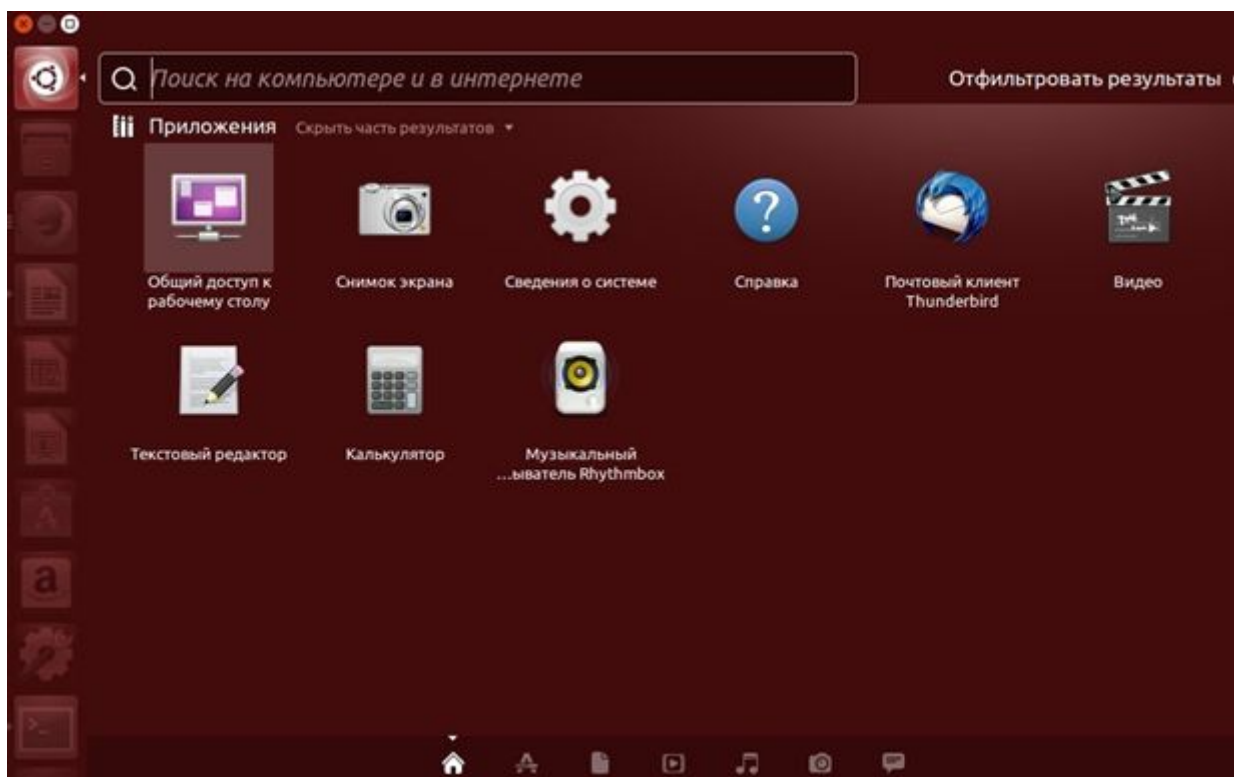 Поиск на компьютере и в интернете
Отфильтровать результаты
Приложения Скрыть часть результатов
Общий доступ к
рабочему столу
Снимок экрана
Сведения о системе
Справка
Почтовый клиент
Thunderbird
Видео
Текстовый редактор
Калькулятор
Музыкальный
...ыватель Rhythmbox